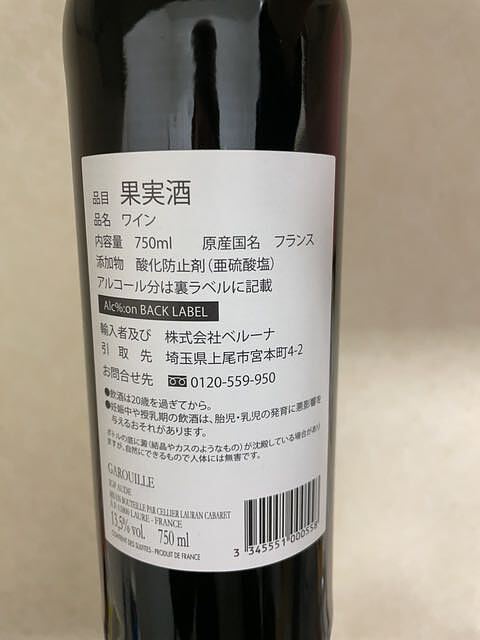 品目 果実酒
品名 ワイン
内容量 750ml 原産国名 フランス
添加物 酸化防止剤(亜硫酸塩)
アルコール分は裏ラベルに記載
Alc%:on BACK LABEL
輸入者及び 株式会社ベルーナ
引取先 埼玉県上尾市宮本町4-2
お問合せ先 0120-559-950
●飲酒は20歳を過ぎてから。
●妊娠中や授乳期の飲酒は、胎児・乳児の発育に悪影響を
与えるおそれがあります。
ボトルの底に澱(結晶やカスのようなもの)が沈殿している場合があり
ますが、自然にできるもので人体には無害です。
GAROUILLE
IGP AUDE
MIS EN BOUTEILLE PAR CELLIER LAURAN CABARET
LAURE - FRANCE
13,5% vol. 750 ml
CONTIENT DES SULFITES - PRODUIT DE FRANCE
3 345551 000558